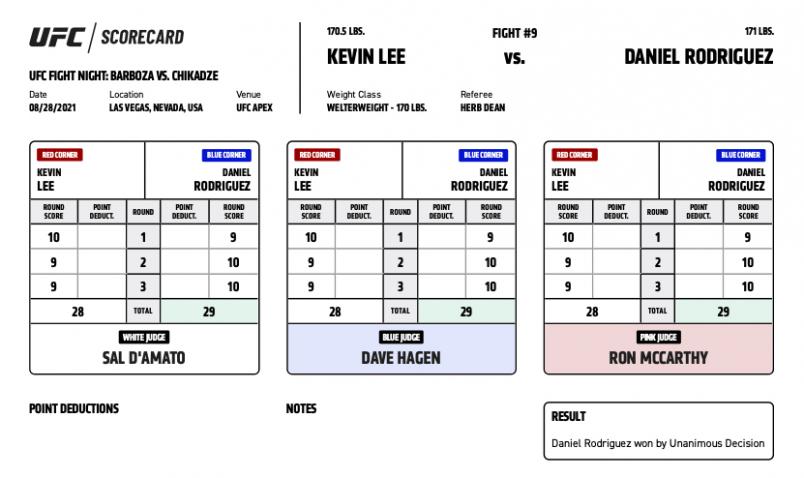 UFC / SCORECARD
UFC FIGHT NIGHT: BARBOZA VS. CHIKADZE
Date Location Venue
08/28/2021 LAS VEGAS, NEVADA, USA UFC APEX
170.5 LBS. FIGHT #9 171 LBS.
KEVIN LEE VS. DANIEL RODRIGUEZ
Weight Class Referee
WELTERWEIGHT - 170 LBS. HERB DEAN
RED CORNER BLUE CORNER
KEVIN DANIEL
LEE RODRIGUEZ
ROUND POINT ROUND POINT ROUND
SCORE DEDUCT. DEDUCT. SCORE
10 1 9
9 2 10
9 3 10
28 TOTAL 29
WHITE JUDGE
SAL D'AMATO
RED CORNER BLUE CORNER
KEVIN DANIEL
LEE RODRIGUEZ
ROUND POINT ROUND POINT ROUND
SCORE DEDUCT. DEDUCT. SCORE
10 1 9
9 2 10
9 3 10
28 TOTAL 29
BLUE JUDGE
DAVE HAGEN
RED CORNER BLUE CORNER
KEVIN DANIEL
LEE RODRIGUEZ
ROUND POINT ROUND POINT ROUND
SCORE DEDUCT. DEDUCT. SCORE
10 1 9
9 2 10
9 3 10
28 TOTAL 29
PINK JUDGE
RON MCCARTHY
POINT DEDUCTIONS
NOTES
RESULT
Daniel Rodriguez won by Unanimous Decision